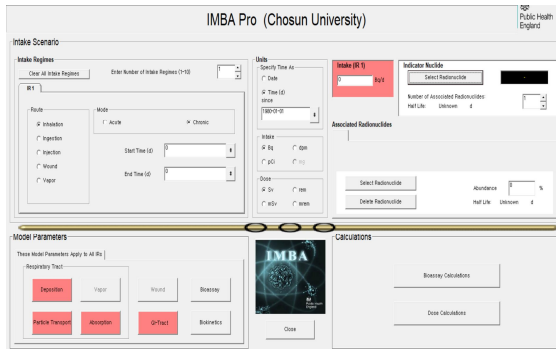 IMBA Pro (Chosun University)
Public Health
England
Intake Scenario
Intake Regimes
Clear All Intake Regimes
Enter Number of Intake Regimes (1-10)
1
IR1
Route
Inhalation
Ingestion
Injection
Wound
Vapor
Mode
Acute
Chronic
Start Time (d)
0
End Time (d)
0
Units
Specify Time As
Date
Time (d)
since
1980-01-01
Intake
Bq
dpm
pCi
mg
Dose
Sv
rem
mSv
mrem
Intake (IR 1)
0
Bq/d
Indicator Nuclide
Select Radionuclide
-
Number of Associated Radionuclides:
1
Half Life: Unknown d
Associated Radionuclides
Select Radionuclide
Delete Radionuclide
Abundance
0
%
Half Life: Unknown d
Model Parameters
These Model Parameters Apply to All IRs
Respiratory Tract
Deposition
Vapor
Wound
Bioassay
Particle Transport
Absorption
GI-Tract
Biokinetics
IMBA
Public Health
England
Close
Calculations
Bioassay Calculations
Dose Calculations